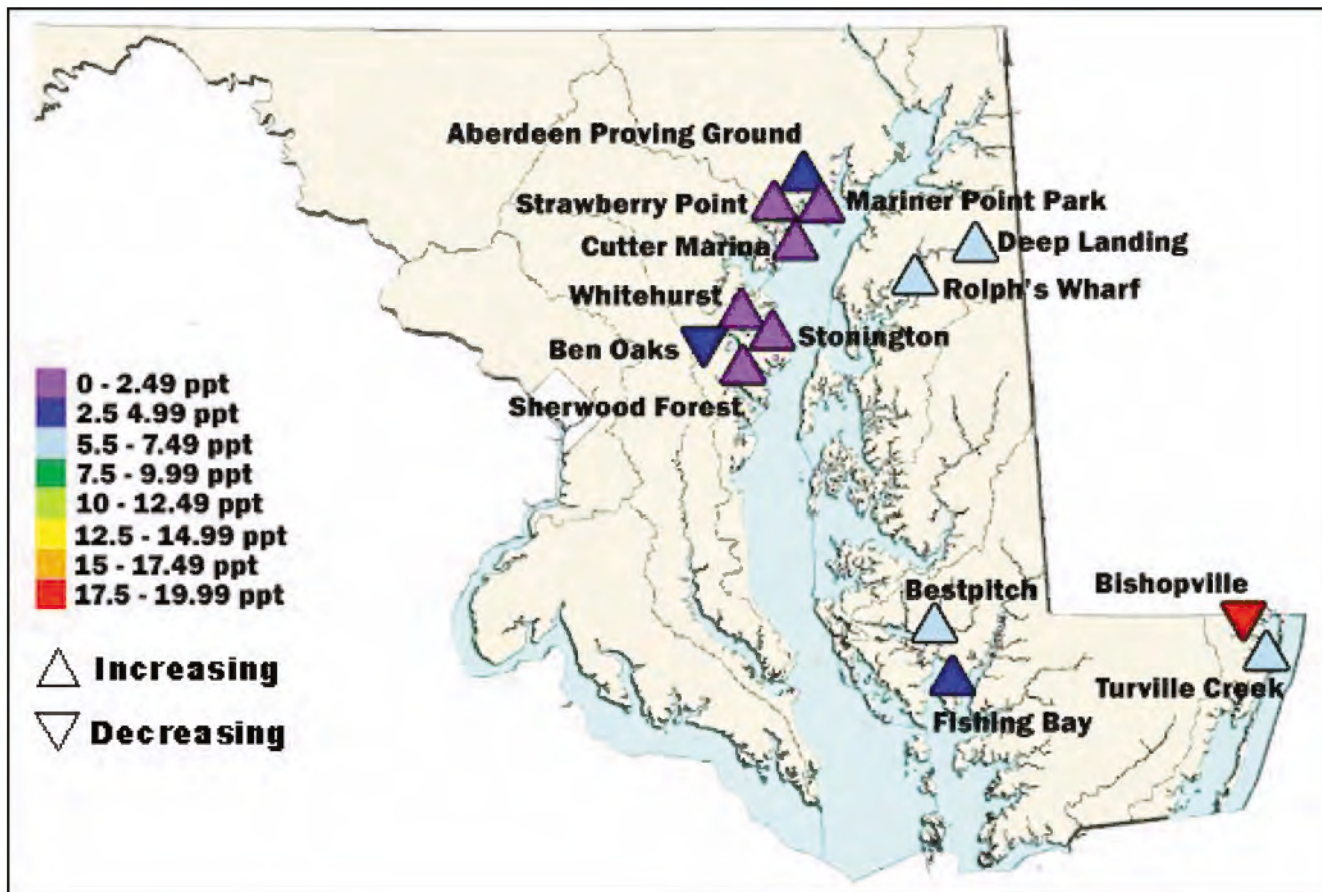 Aberdeen Proving Ground
Strawberry Point
Mariner Point Park
Cutter Marina
Deep Landing
Rolph's Wharf
Whitehurst
Stonington
Ben Oaks
Sherwood Forest
0 - 2.49 ppt
2.5 4.99 ppt
5.5 - 7.49 ppt
7.5 - 9.99 ppt
10 - 12.49 ppt
12.5 - 14.99 ppt
15 - 17.49 ppt
17.5 - 19.99 ppt
Increasing
Decreasing
Bestpitch
Fishing Bay
Bishopville
Turville Creek